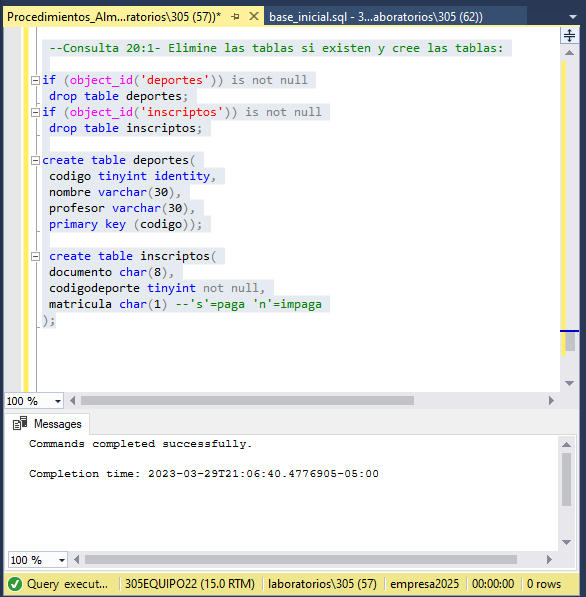 Procedimientos_Alm...ratorios\305 (57))* base_inicial.sql - 3...aboratorios\305 (62))
--Consulta 20:1- Elimine las tablas si existen y cree las tablas:
if (object_id('deportes')) is not null
drop table deportes;
if (object_id('inscriptos')) is not null
drop table inscriptos;
create table deportes(
codigo tinyint identity,
nombre varchar(30),
profesor varchar(30),
primary key (codigo));
create table inscriptos(
documento char(8),
codigodeporte tinyint not null,
matricula char(1) --'s'=paga 'n'=impaga
);
100 %
Messages
Commands completed successfully.
Completion time: 2023-03-29T21:06:40.4776905-05:00
100 %
Query execut... 305EQUIPO22 (15.0 RTM) laboratorios\305 (57) empresa2025 00:00:00 0 rows